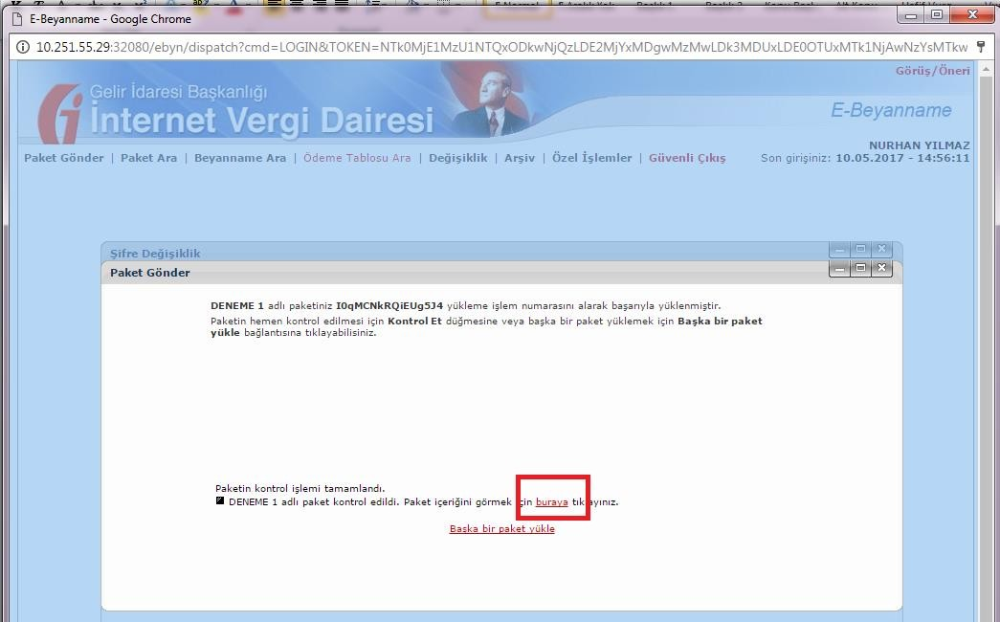 E-Beyanname - Google Chrome
10.251.55.29:32080/ebyn/dispatch?cmd=LOGIN&TOKEN=NTk0MjE1MzU1NTQxODkwNjQzLDE2MjYxMDgwMzMwLDk3MDUxLDE0OTUxMTk1NjAwNzYsMTkw
Görüş/Öneri
Gelir İdaresi Başkanlığı
İnternet Vergi Dairesi
E-Beyanname
NURHAN YILMAZ
Paket Gönder | Paket Ara | Beyanname Ara | Ödeme Tablosu Ara | Değişiklik | Arşiv | Özel İşlemler | Güvenli Çıkış Son girişiniz: 10.05.2017 - 14:56:11
Şifre Değişiklik
Paket Gönder
DENEME 1 adlı paketiniz I0qMCNkRQiEUg5J4 yükleme işlem numarasını alarak başarıyla yüklenmiştir.
Paketin hemen kontrol edilmesi için Kontrol Et düğmesine veya başka bir paket yüklemek için Başka bir paket
yükle bağlantısına tıklayabilisiniz.
Paketin kontrol işlemi tamamlandı.
DENEME 1 adlı paket kontrol edildi. Paket içeriğini görmek için buraya tıklayınız.
Başka bir paket yükle